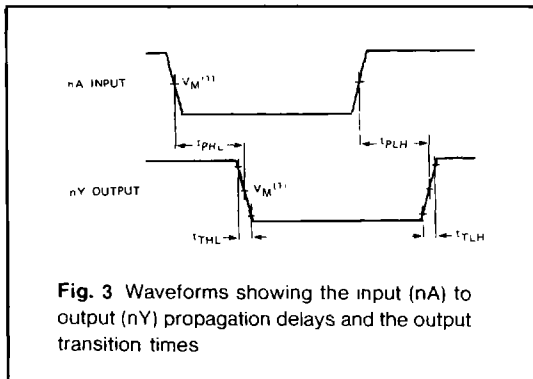 nA INPUT
VM(1)
tPHL
tPLH
nY OUTPUT
VM(1)
tTHL
tTLH
Fig. 3 Waveforms showing the input (nA) to
output (nY) propagation delays and the output
transition times